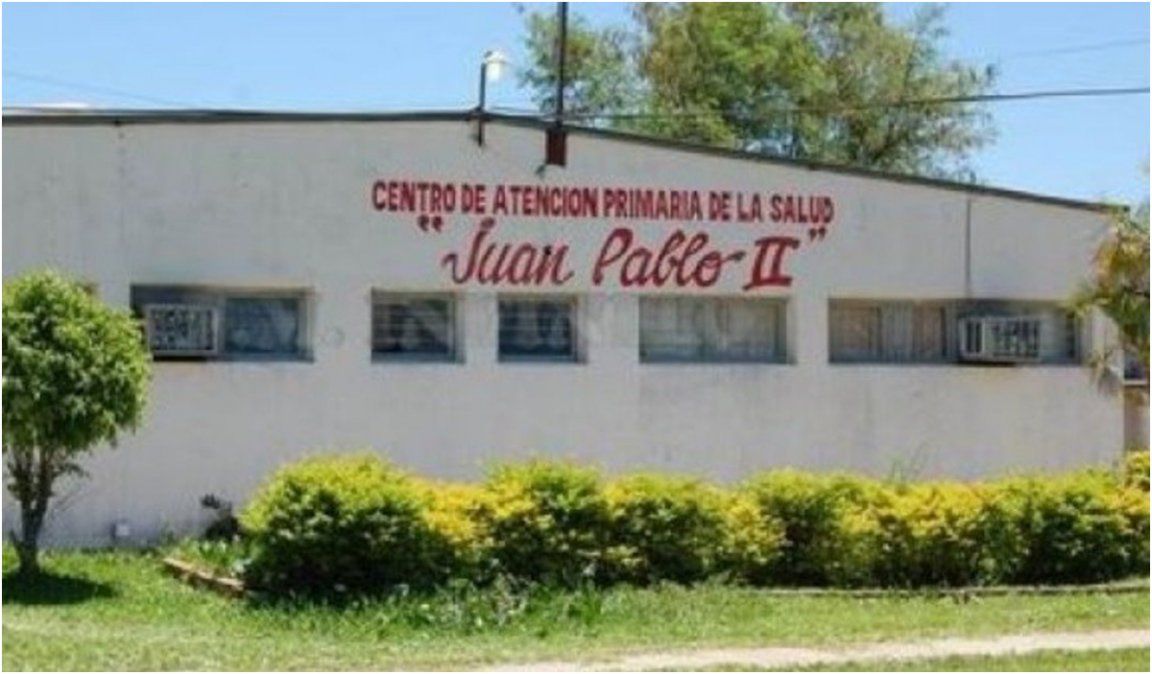 CENTRO DE ATENCION PRIMARIA DE LA SALUD
"Juan Pablo II"